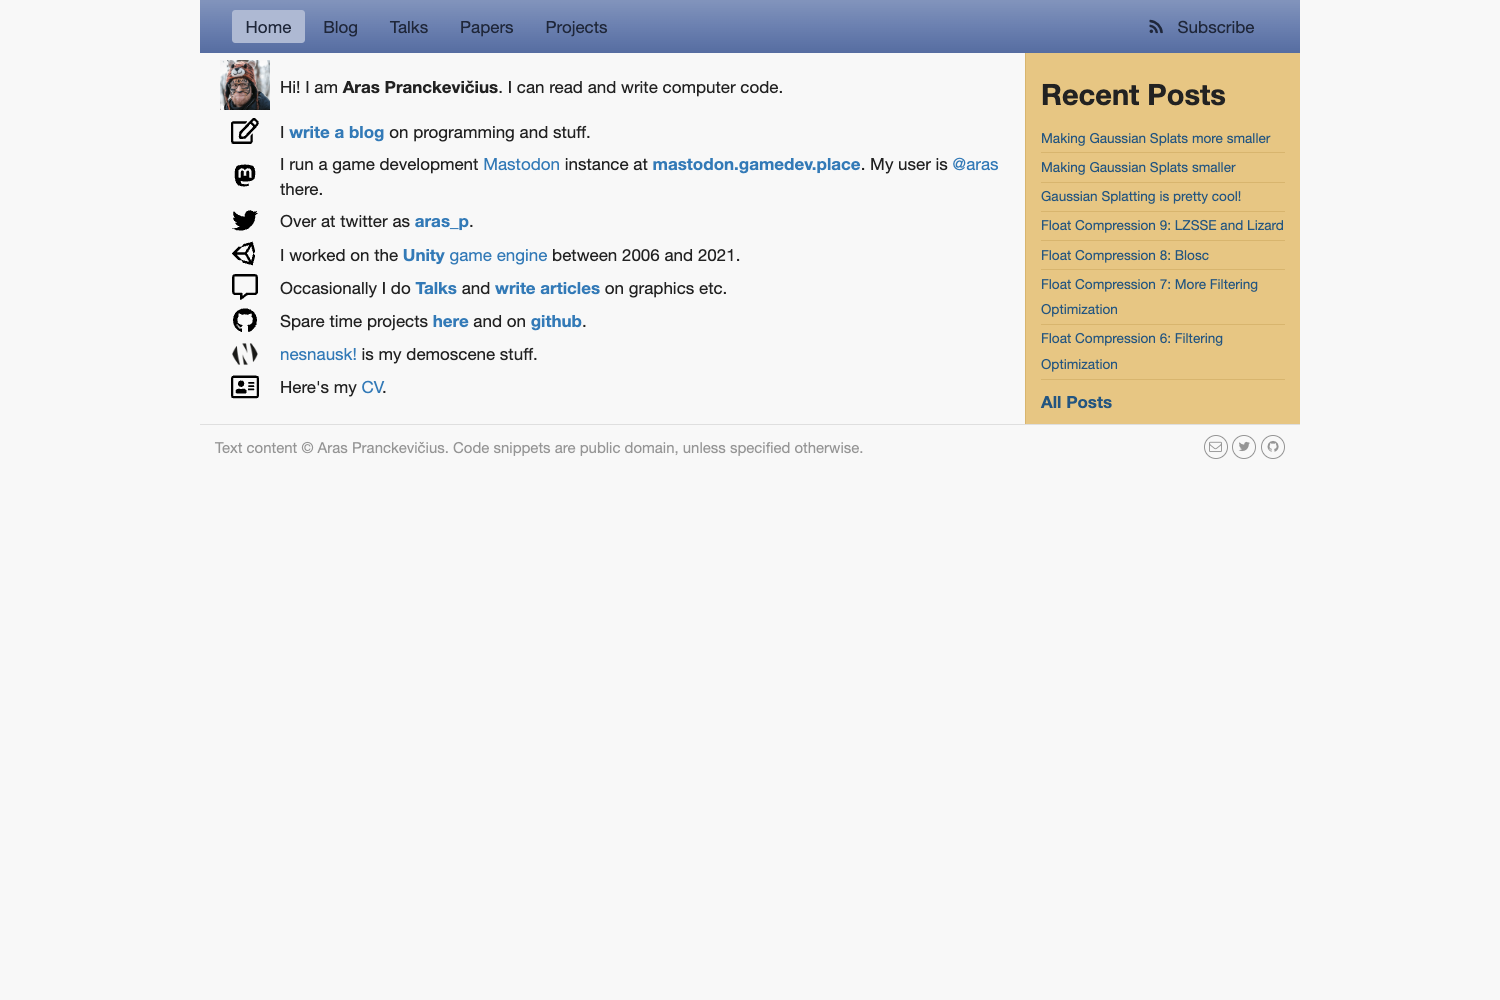 Home Blog Talks Papers Projects Subscribe
Hi! I am Aras Pranckevičius. I can read and write computer code.
I write a blog on programming and stuff.
I run a game development Mastodon instance at mastodon.gamedev.place. My user is @aras
there.
Over at twitter as aras_p.
I worked on the Unity game engine between 2006 and 2021.
Occasionally I do Talks and write articles on graphics etc.
Spare time projects here and on github.
nesnausk! is my demoscene stuff.
Here's my CV.
Recent Posts
Making Gaussian Splats more smaller
Making Gaussian Splats smaller
Gaussian Splatting is pretty cool!
Float Compression 9: LZSSE and Lizard
Float Compression 8: Blosc
Float Compression 7: More Filtering
Optimization
Float Compression 6: Filtering
Optimization
All Posts
Text content © Aras Pranckevičius. Code snippets are public domain, unless specified otherwise.